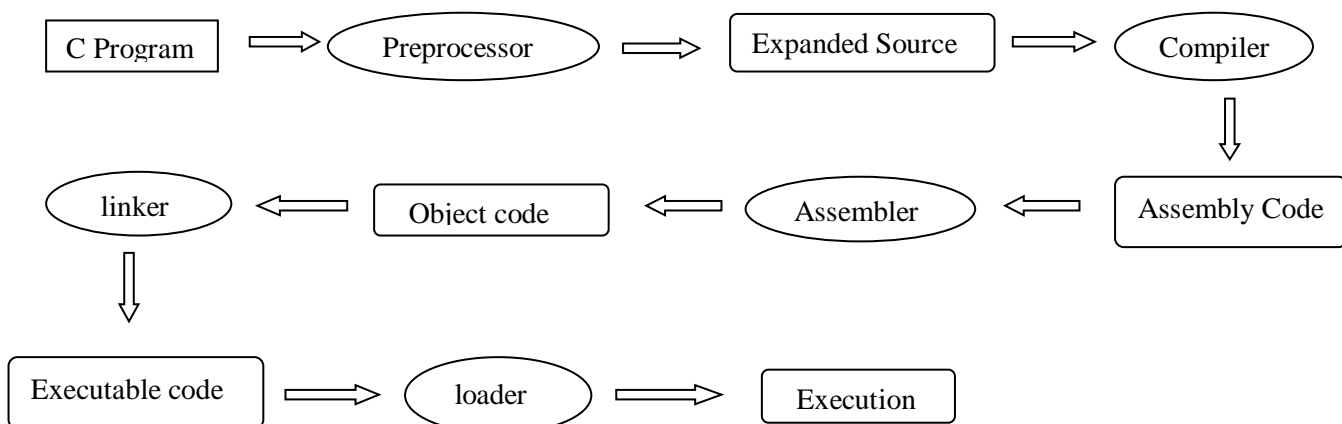 C Program
Preprocessor
Expanded Source
Compiler
Assembly Code
Assembler
Object code
linker
Executable code
loader
Execution